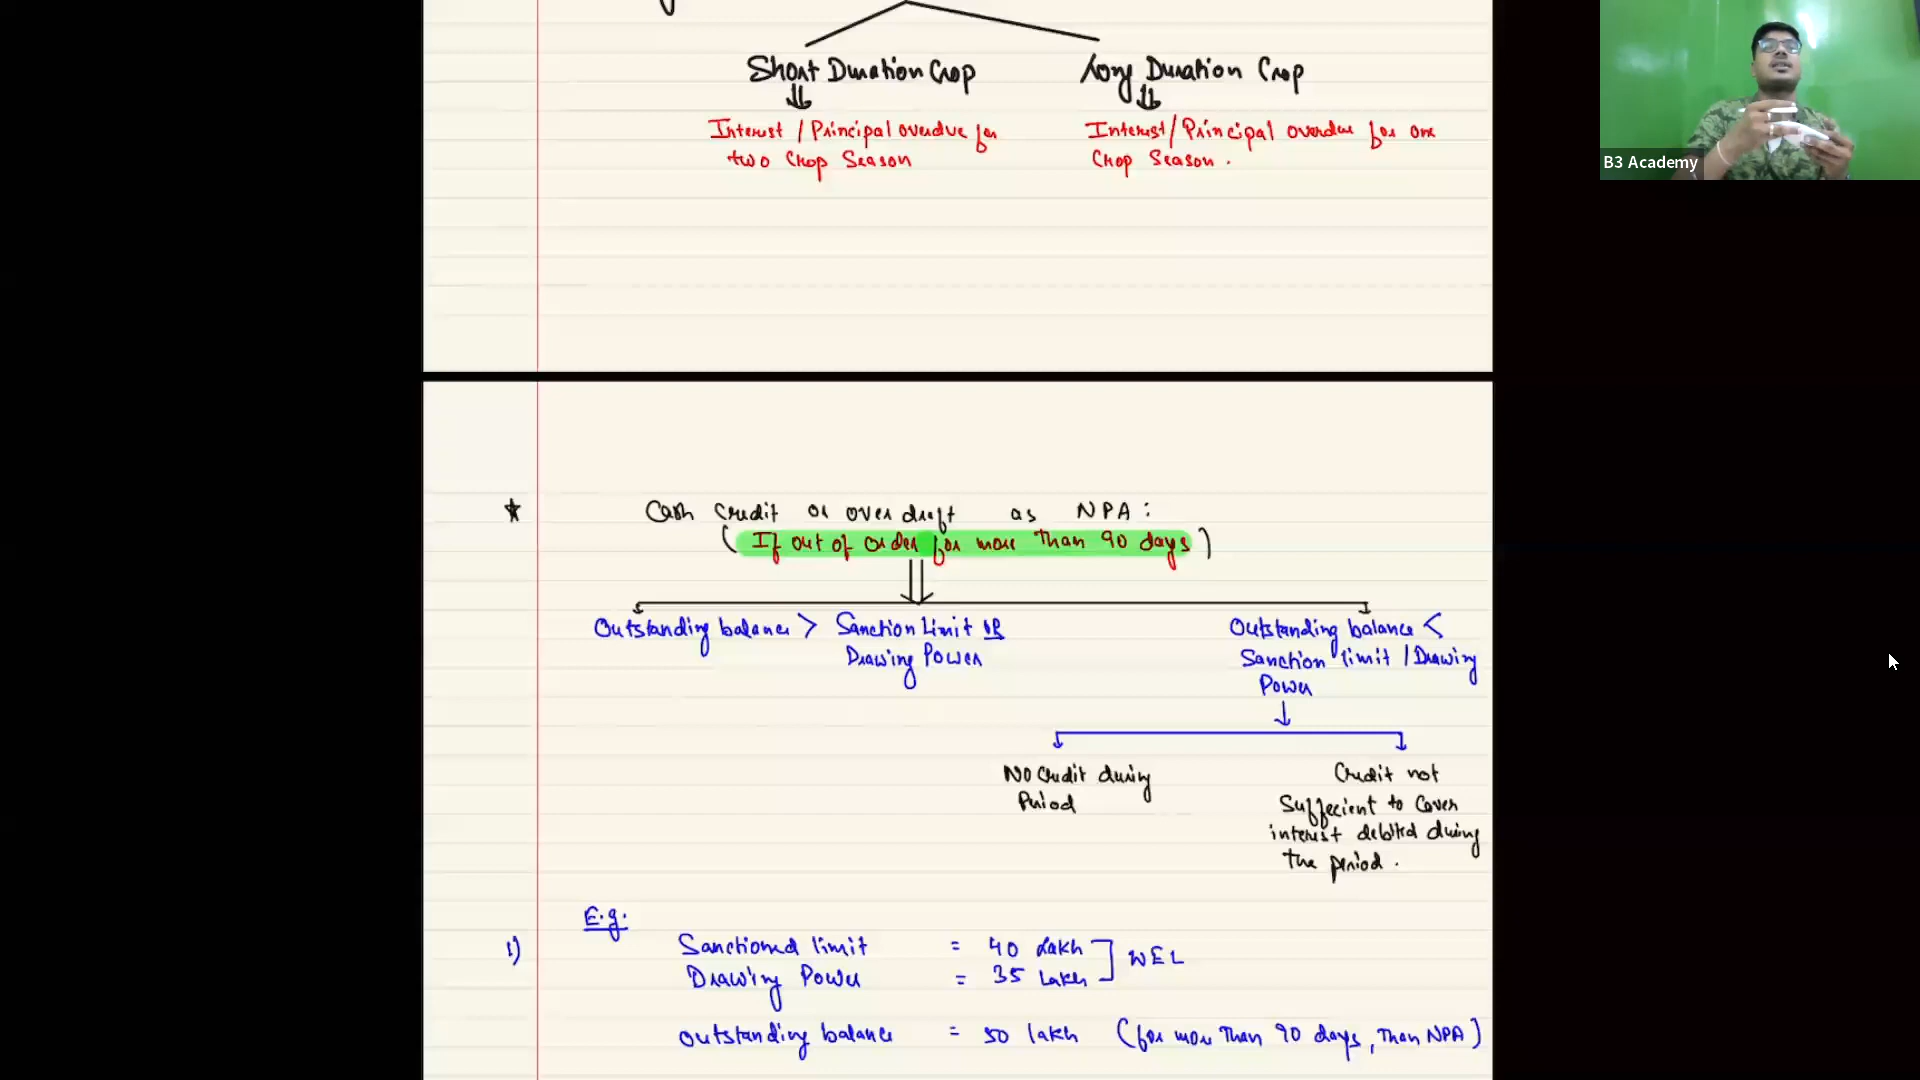 Short Duration Crop
Long Duration Crop
Interest / Principal overdue for
two Crop Season
Interest / Principal overdue for one
Crop Season.
B3 Academy
★ Cash Credit or overdraft as NPA:
(If out of order for more than 90 days)
Outstanding balance > Sanction Limit OR
Drawing Power
Outstanding balance <
Sanction limit / Drawing
Power
No Credit during
Period
Credit not
Suffecient to Cover
interest debited during
the period.
E.g.
1) Sanctioned limit = 40 Lakh
Drawing Power = 35 Lakh
WEL
Outstanding balance = 50 lakh (for more than 90 days, Than NPA)